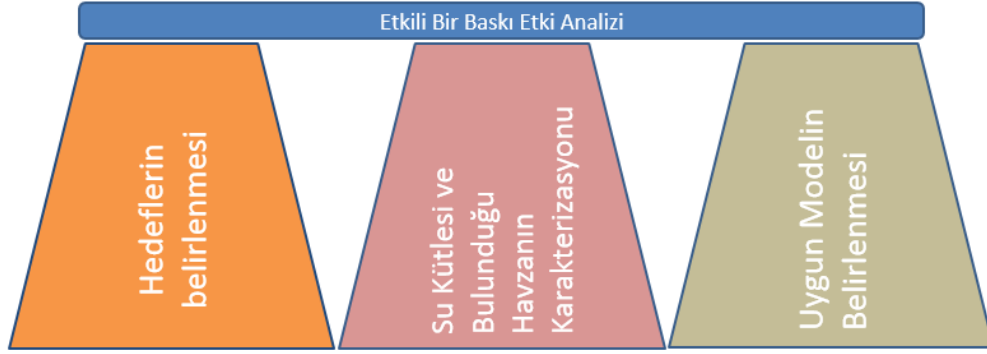 Etkili Bir Baskı Etki Analizi
Hedeflerin
belirlenmesi
Su Kütlesi ve
Bulunduğu
Havzanın
Karakterizasyonu
Uygun Modelin
Belirlenmesi